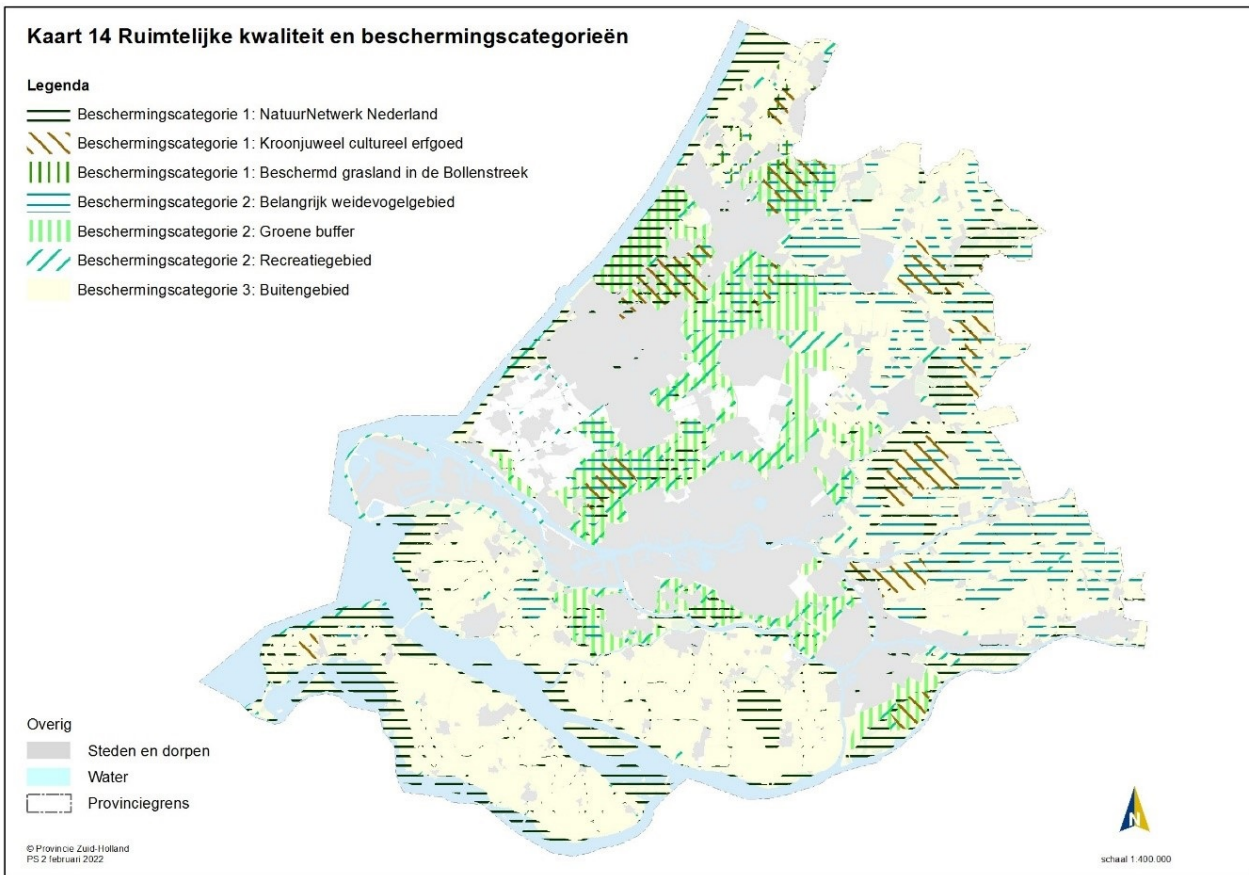 Kaart 14 Ruimtelijke kwaliteit en beschermingscategorieën
Legenda
Beschermingscategorie 1: NatuurNetwerk Nederland
Beschermingscategorie 1: Kroonjuweel cultureel erfgoed
Beschermingscategorie 1: Beschermd grasland in de Bollenstreek
Beschermingscategorie 2: Belangrijk weidevogelgebied
Beschermingscategorie 2: Groene buffer
Beschermingscategorie 2: Recreatiegebied
Beschermingscategorie 3: Buitengebied
Overig
Steden en dorpen
Water
Provinciegrens
© Provincie Zuid-Holland
PS 2 februari 2022
N
schaal 1:400.000